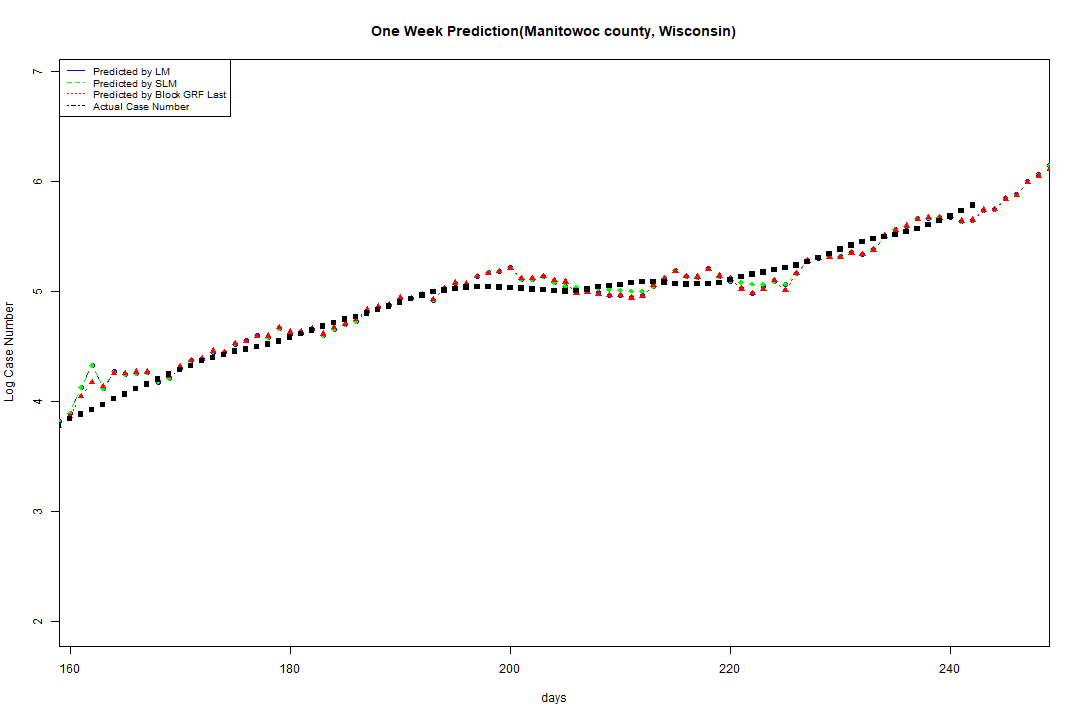 One Week Prediction(Manitowoc county, Wisconsin)
Predicted by LM
Predicted by SLM
Predicted by Block GRF Last
Actual Case Number
7
6
5
4
3
2
Log Case Number
160 180 200 220 240
days